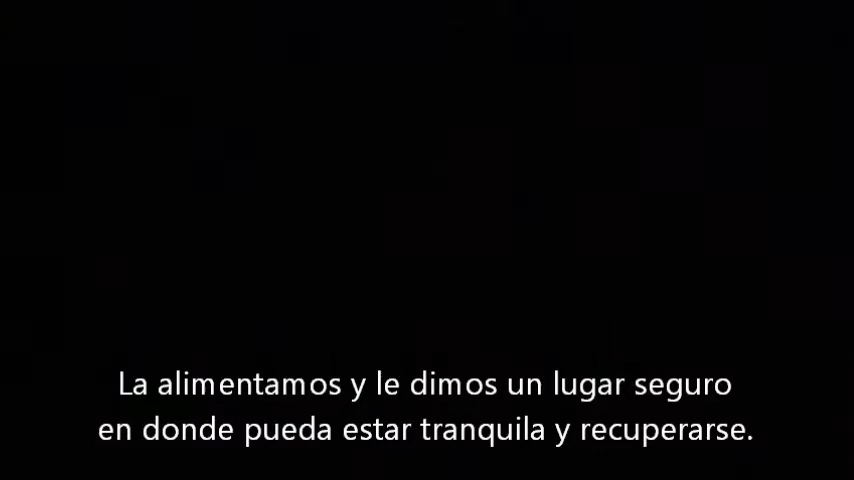 La alimentamos y le dimos un lugar seguro
en donde pueda estar tranquila y recuperarse.